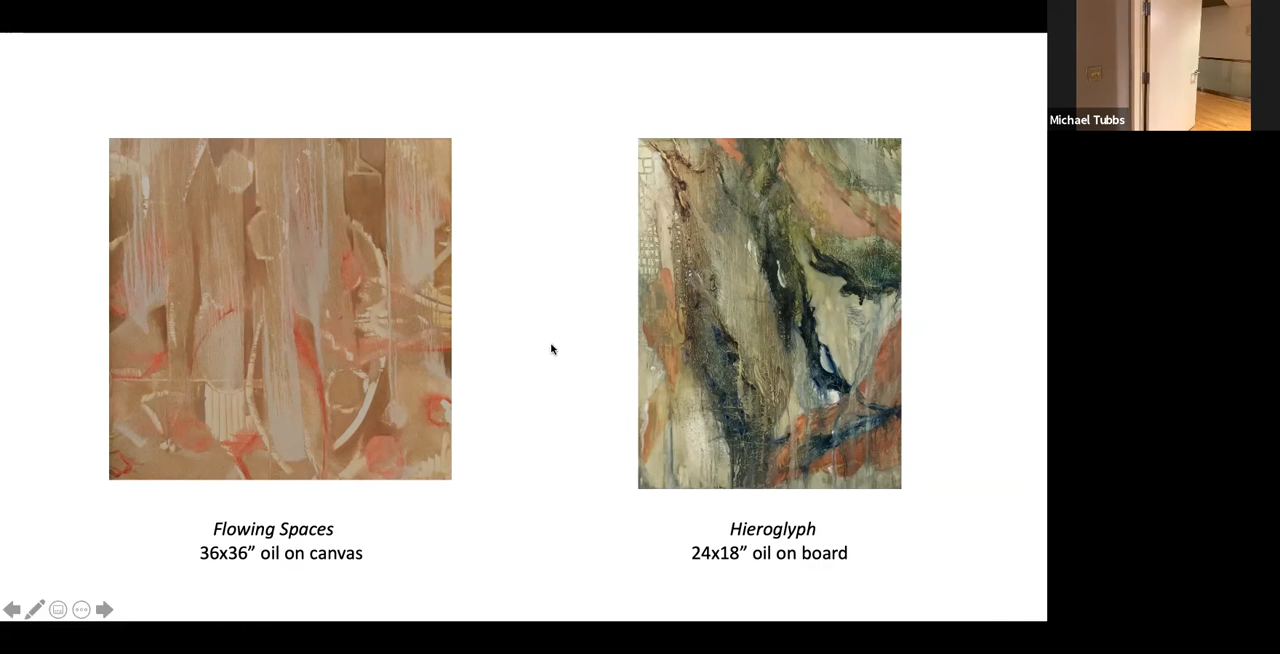 Michael Tubbs
Flowing Spaces
36x36” oil on canvas
Hieroglyph
24x18” oil on board